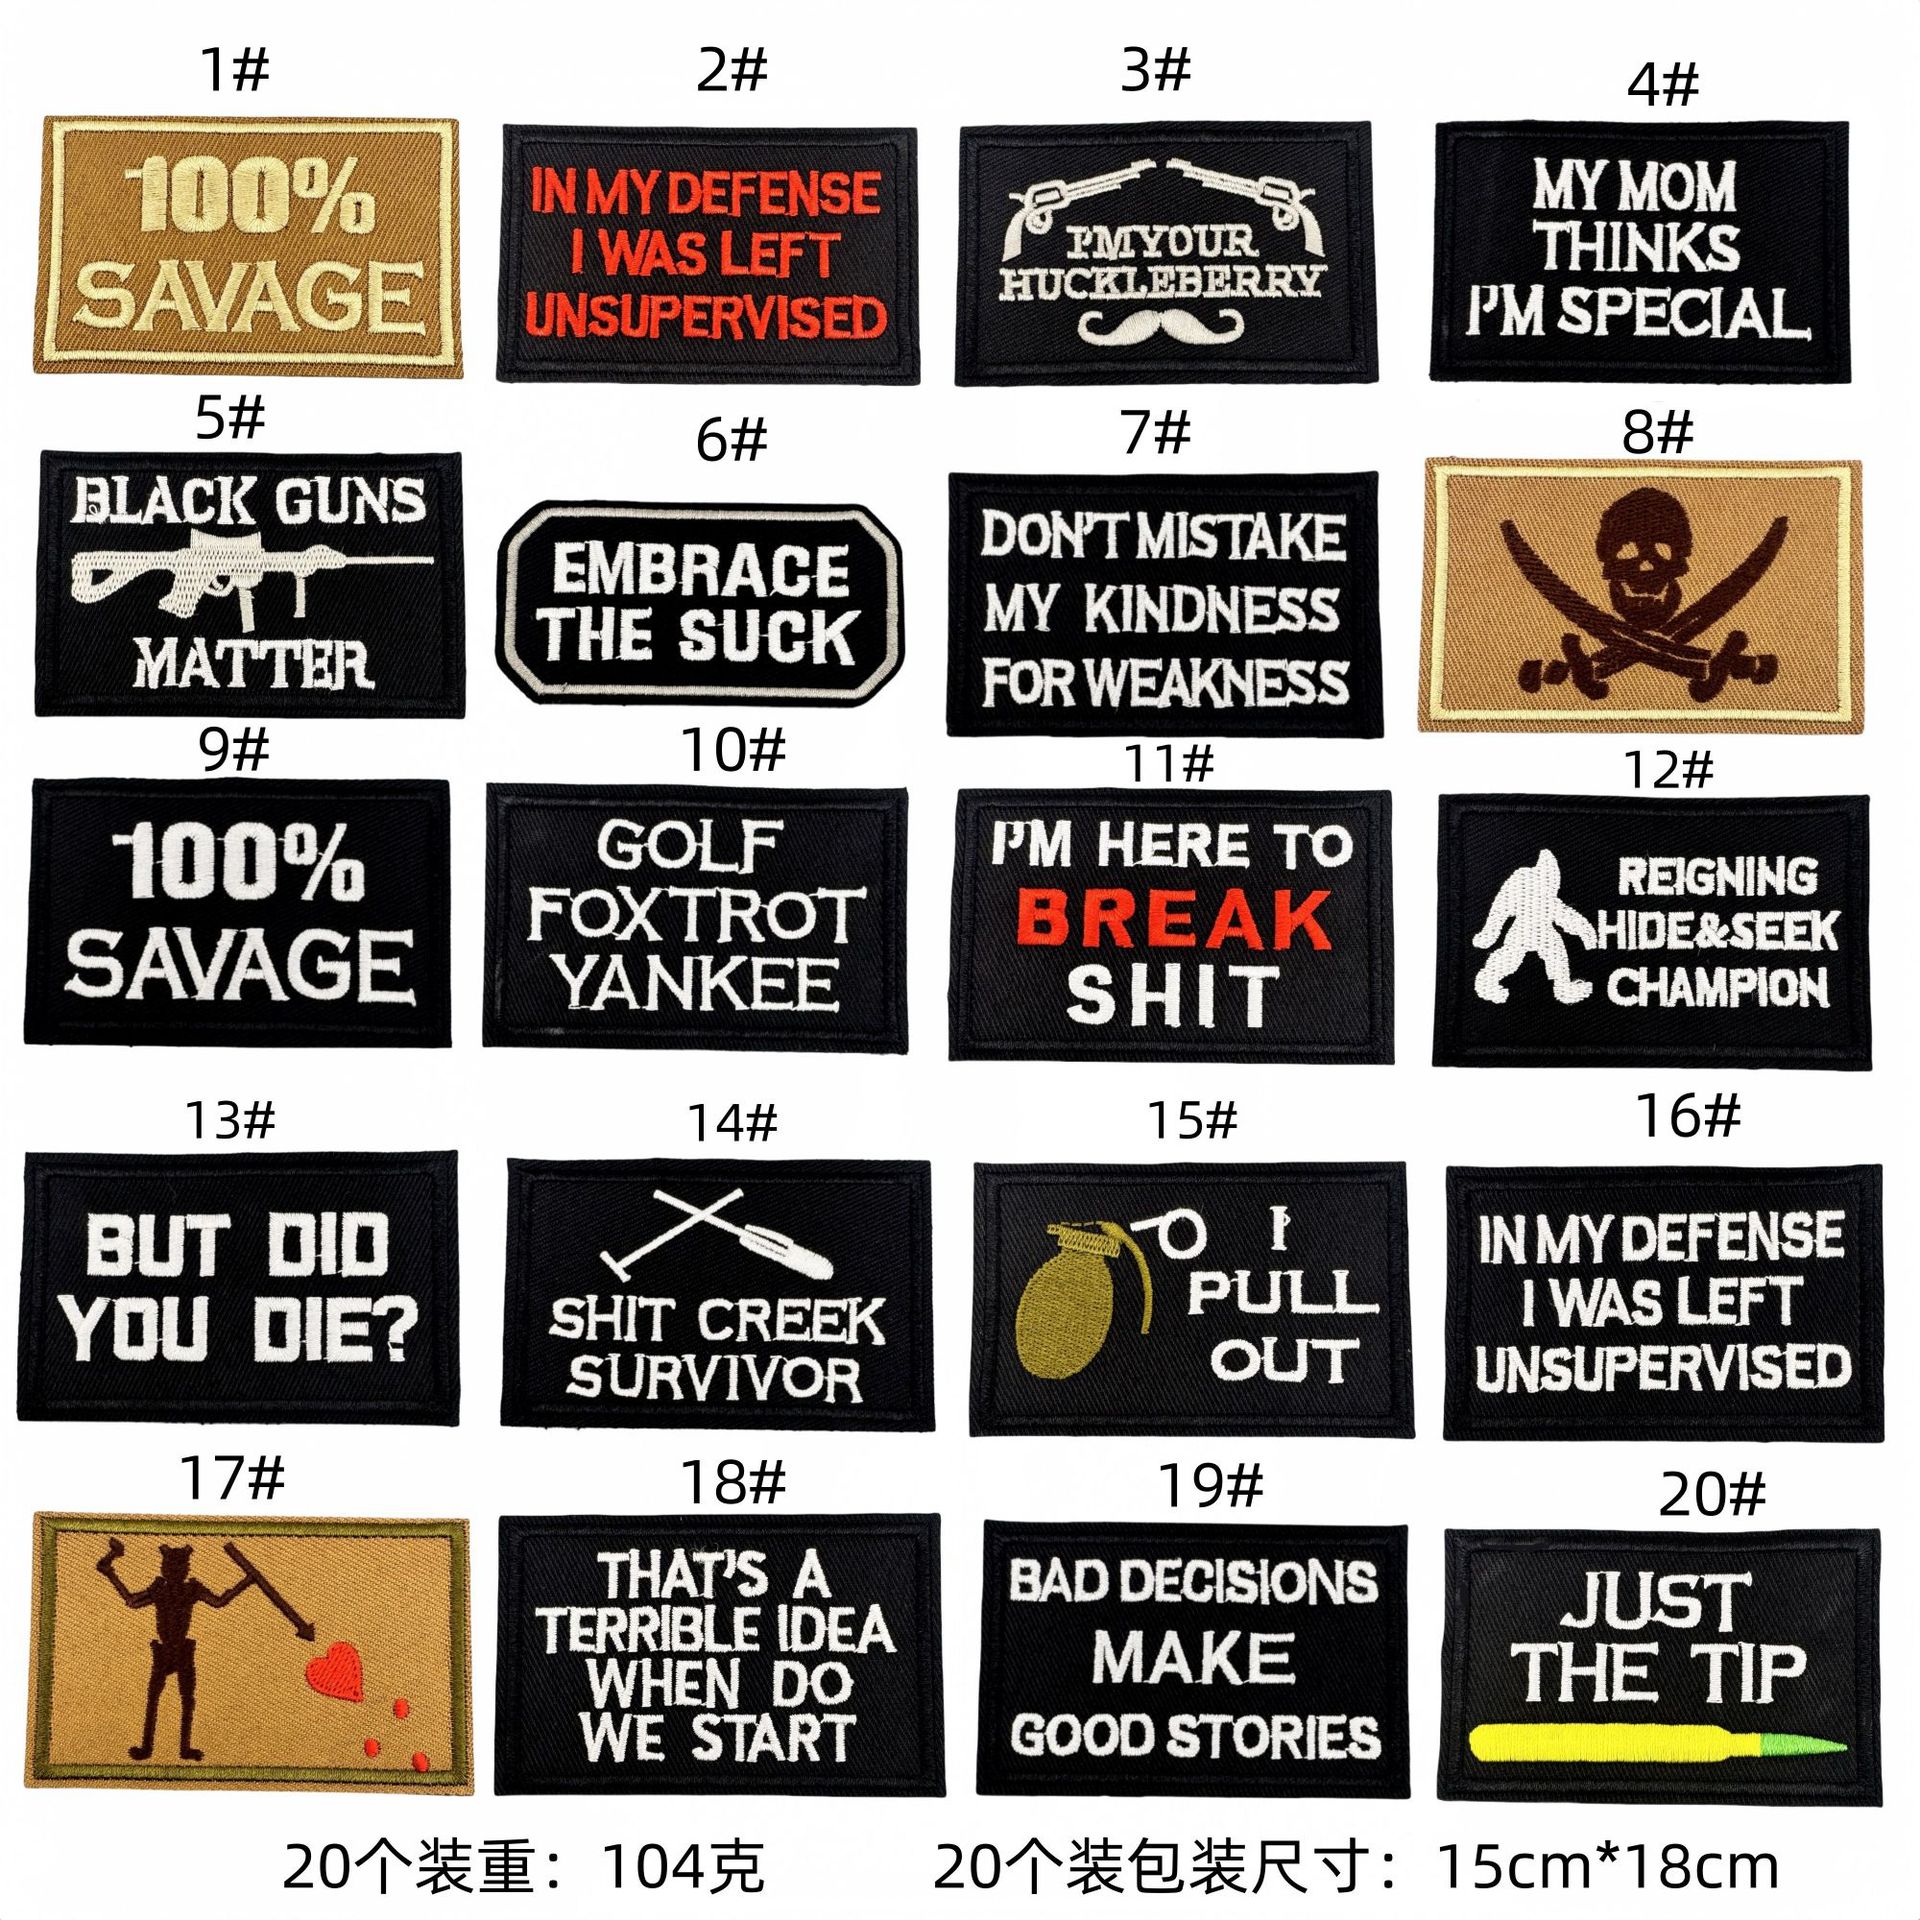 1#
100%
SAVAGE
2#
IN MY DEFENSE
I WAS LEFT
UNSUPERVISED
3#
I'M YOUR
HUCKLEBERRY
4#
MY MOM
THINKS
I'M SPECIAL
5#
BLACK GUNS
MATTER
6#
EMBRACE
THE SUCK
7#
DON'T MISTAKE
MY KINDNESS
FOR WEAKNESS
8#
9#
100%
SAVAGE
10#
GOLF
FOXTROT
YANKEE
11#
I'M HERE TO
BREAK
SHIT
12#
REIGNING
HIDE&SEEK
CHAMPION
13#
BUT DID
YOU DIE?
14#
SHIT CREEK
SURVIVOR
15#
I
PULL
OUT
16#
IN MY DEFENSE
I WAS LEFT
UNSUPERVISED
17#
18#
THAT'S A
TERRIBLE IDEA
WHEN DO
WE START
19#
BAD DECISIONS
MAKE
GOOD STORIES
20#
JUST
THE TIP
20个装重：104克
20个装包装尺寸：15cm*18cm